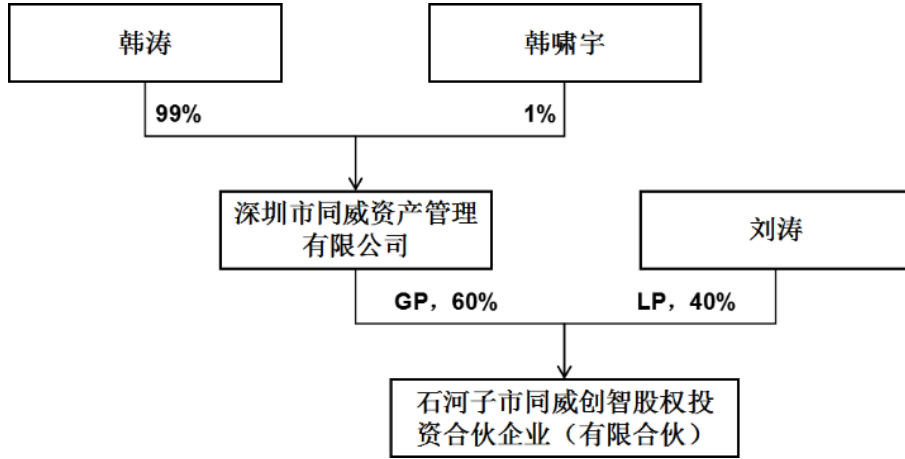 韩涛
韩啸宇
99%
1%
深圳市同威资产管理
有限公司
刘涛
GP，60%
LP，40%
石河子市同威创智股权投
资合伙企业（有限合伙）